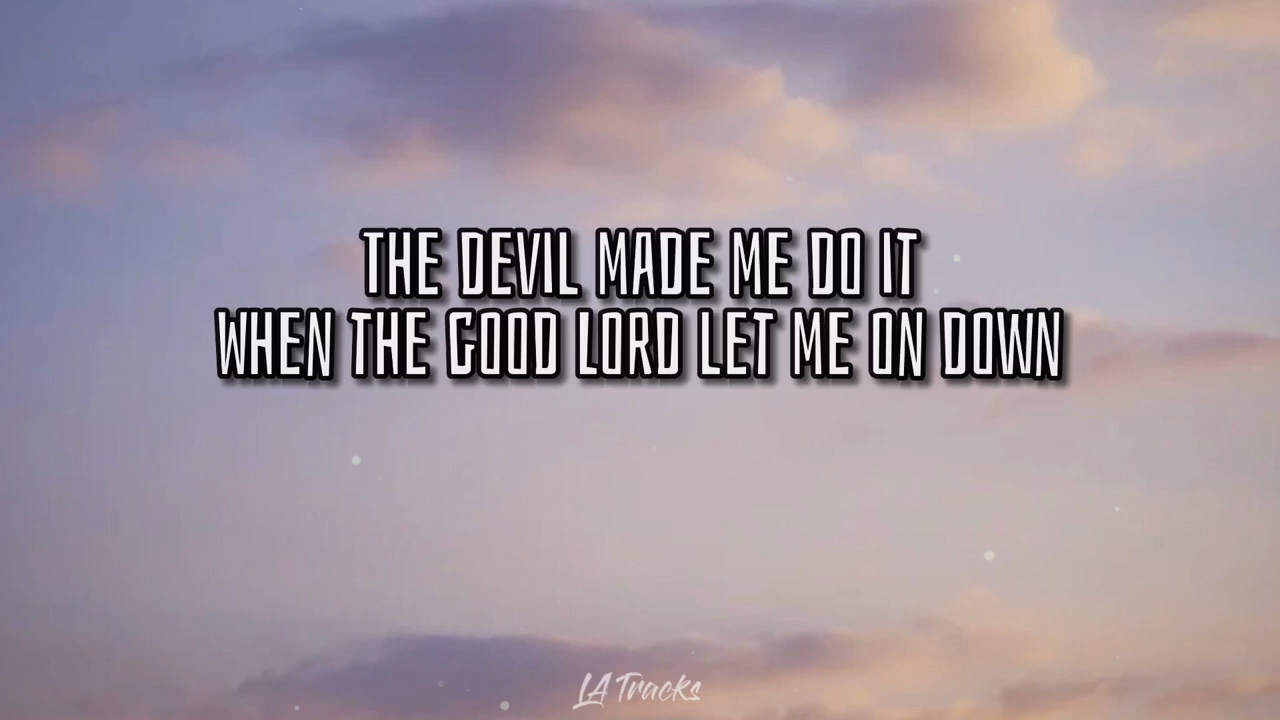 THE DEVIL MADE ME DO IT
WHEN THE GOOD LORD LET ME ON DOWN
LA Tracks